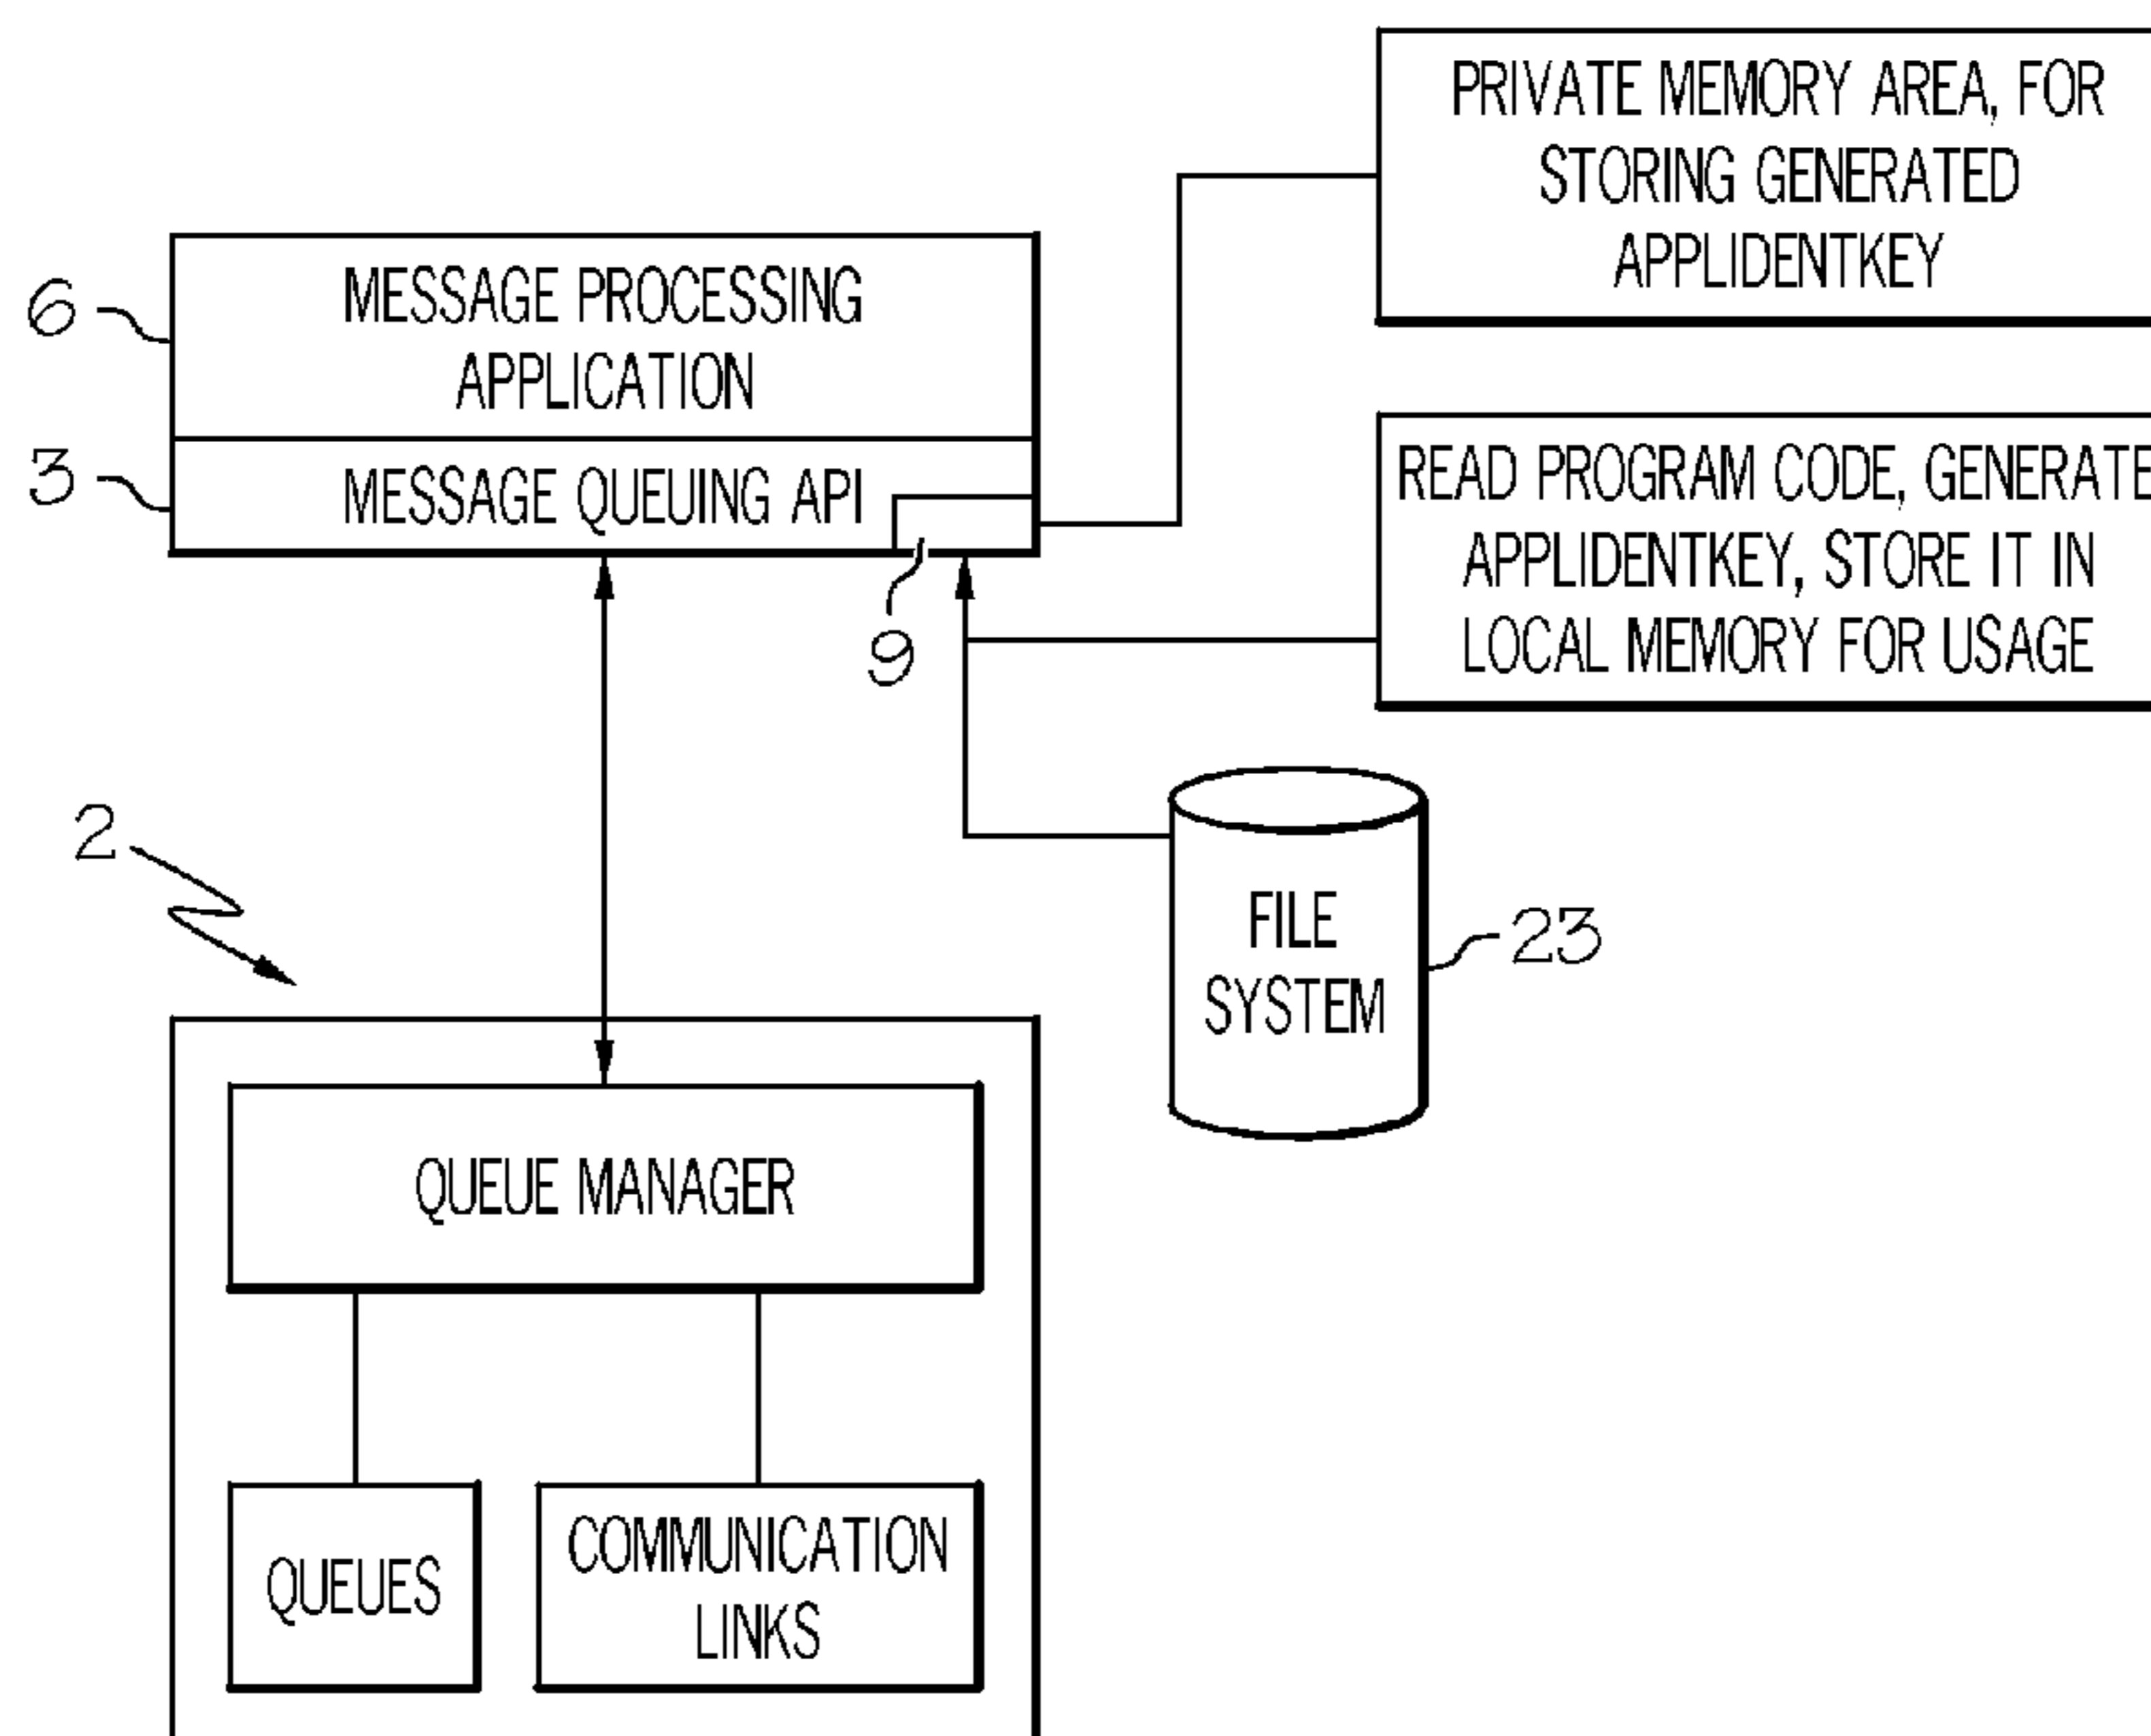 PRIVATE MEMORY AREA, FOR
STORING GENERATED
APPLIDENTKEY
6
MESSAGE PROCESSING
APPLICATION
3
MESSAGE QUEUING API
READ PROGRAM CODE, GENERATE
APPLIDENTKEY, STORE IT IN
LOCAL MEMORY FOR USAGE
9
2
FILE
SYSTEM
23
QUEUE MANAGER
QUEUES
COMMUNICATION
LINKS